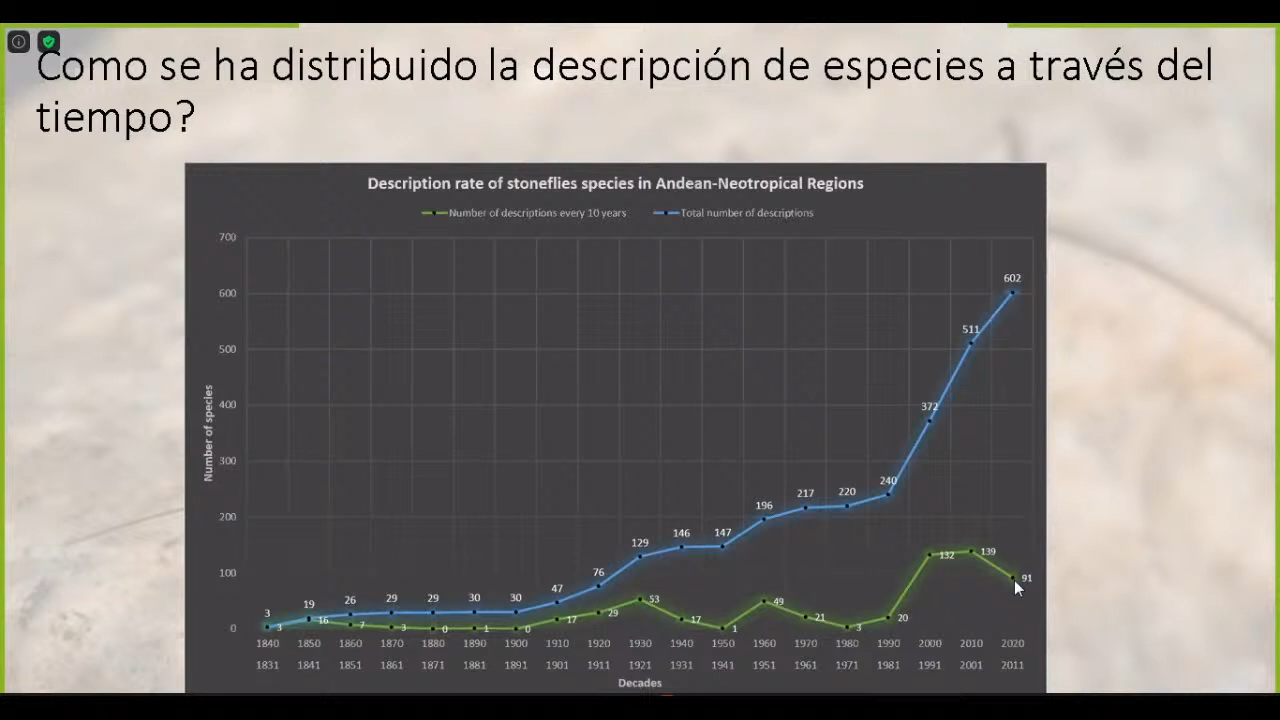 Como se ha distribuido la descripción de especies a través del
tiempo?
Description rate of stoneflies species in Andean-Neotropical Regions
Number of descriptions every 10 years Total number of descriptions
700
600
500
400
300
200
100
0
Number of species
3 19 26 29 29 30 30 47 76 129 146 147 196 217 220 240 372 511 602
3 16 7 3 0 1 0 17 29 53 17 1 49 21 3 20 132 139 91
1840 1850 1860 1870 1880 1890 1900 1910 1920 1930 1940 1950 1960 1970 1980 1990 2000 2010 2020
1831 1841 1851 1861 1871 1881 1891 1901 1911 1921 1931 1941 1951 1961 1971 1981 1991 2001 2011
Decades